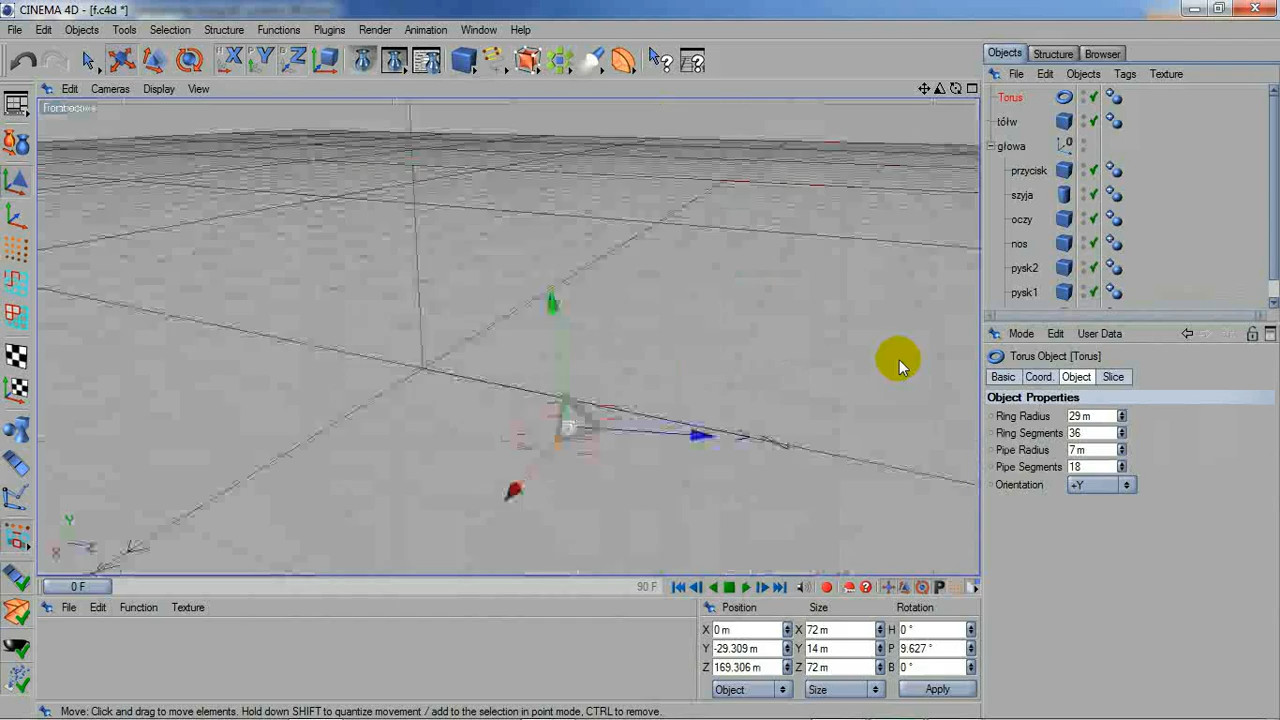 CINEMA 4D - [f.c4d *]
File Edit Objects Tools Selection Structure Functions Plugins Render Animation Window Help
X Y Z
Objects Structure Browser
Edit Cameras Display View
File Edit Objects Tags Texture
Torus
tółw
głowa
0
przycisk
szyja
oczy
nos
pysk2
pysk1
Mode Edit User Data
Torus Object [Torus]
Basic Coord. Object Slice
Object Properties
Ring Radius 29 m
Ring Segments 36
Pipe Radius 7 m
Pipe Segments 18
Orientation +Y
Y
X Z
0 F 90 F
P
File Edit Function Texture
Position Size Rotation
X 0 m X 72 m H 0 °
Y -29.309 m Y 14 m P 9.627 °
Z 169.306 m Z 72 m B 0 °
Object Size Apply
Move: Click and drag to move elements. Hold down SHIFT to quantize movement / add to the selection in point mode, CTRL to remove.